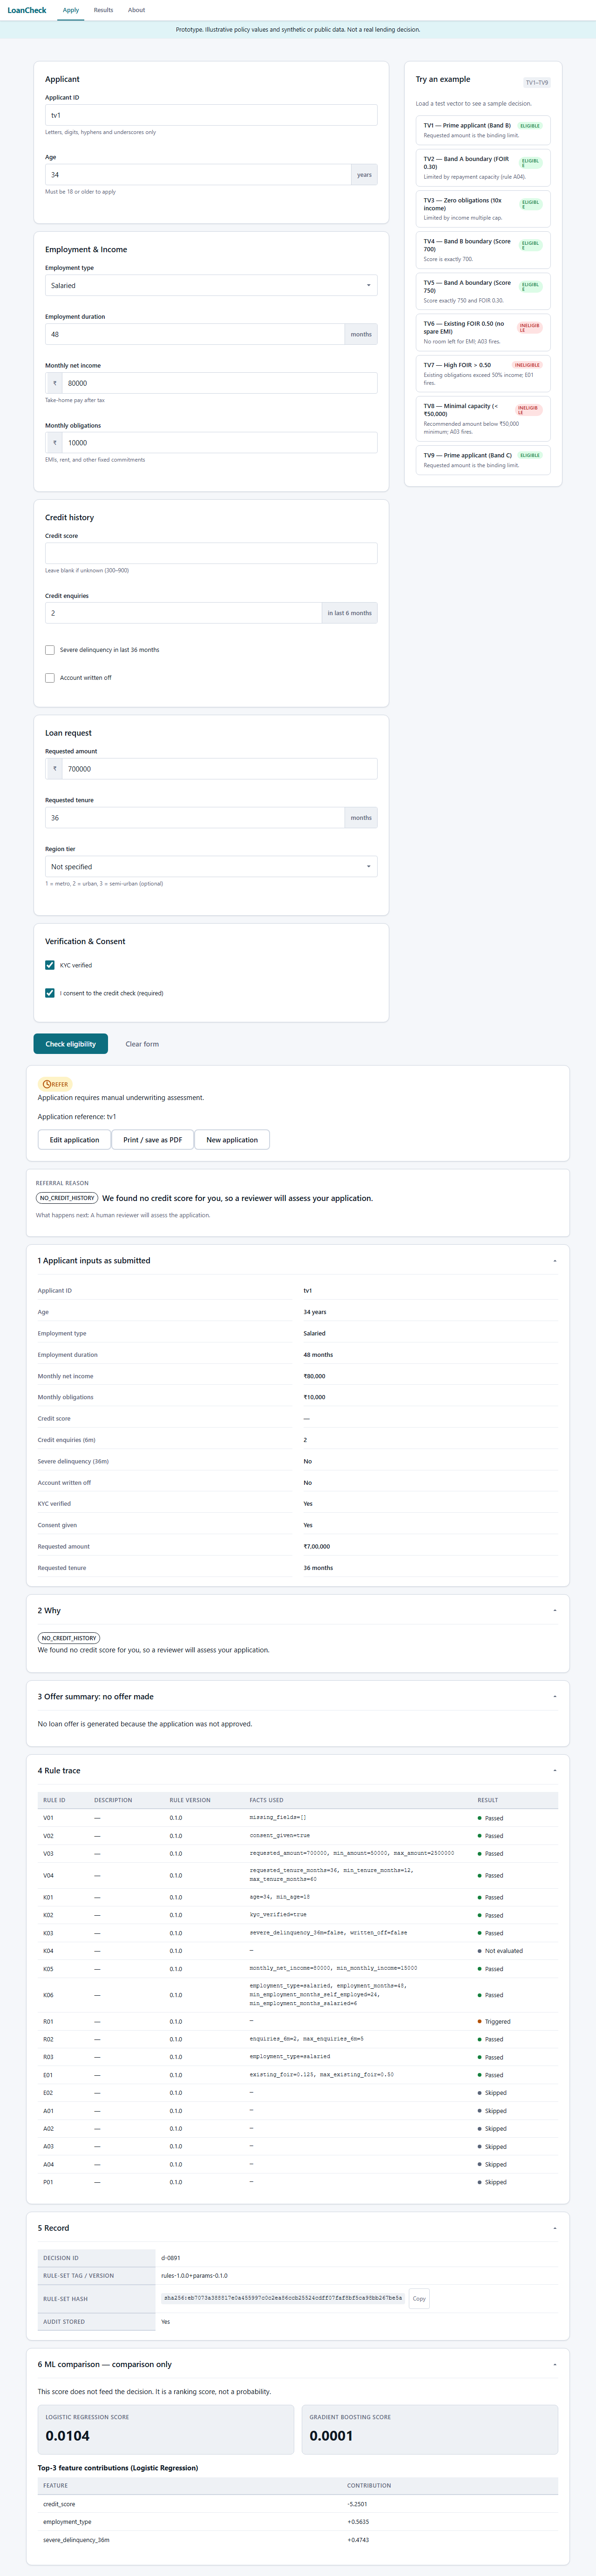 LoanCheck
Apply
Results
About
Prototype. Illustrative policy values and synthetic or public data. Not a real lending decision.
Applicant
Applicant ID
tv1
Letters, digits, hyphens and underscores only
Age
34
years
Must be 18 or older to apply
Employment & Income
Employment type
Salaried
Employment duration
48
months
Monthly net income
₹
80000
Take-home pay after tax
Monthly obligations
₹
10000
EMIs, rent, and other fixed commitments
Credit history
Credit score
Leave blank if unknown (300–900)
Credit enquiries
2
in last 6 months
Severe delinquency in last 36 months
Account written off
Loan request
Requested amount
₹
700000
Requested tenure
36
months
Region tier
Not specified
1 = metro, 2 = urban, 3 = semi-urban (optional)
Verification & Consent
KYC verified
I consent to the credit check (required)
Check eligibility
Clear form
Try an example
TV1–TV9
Load a test vector to see a sample decision.
TV1 — Prime applicant (Band B)
ELIGIBLE
Requested amount is the binding limit.
TV2 — Band A boundary (FOIR
0.30)
ELIGIBL
E
Limited by repayment capacity (rule A04).
TV3 — Zero obligations (10x
income)
ELIGIBL
E
Limited by income multiple cap.
TV4 — Band B boundary (Score
700)
ELIGIBL
E
Score is exactly 700.
TV5 — Band A boundary (Score
750)
ELIGIBL
E
Score exactly 750 and FOIR 0.30.
TV6 — Existing FOIR 0.50 (no
spare EMI)
INELIGIB
LE
No room left for EMI; A03 fires.
TV7 — High FOIR > 0.50
INELIGIBLE
Existing obligations exceed 50% income; E01
fires.
TV8 — Minimal capacity (<
₹50,000)
INELIGIB
LE
Recommended amount below ₹50,000
minimum; A03 fires.
TV9 — Prime applicant (Band C)
ELIGIBLE
Requested amount is the binding limit.
REFER
Application requires manual underwriting assessment.
Application reference: tv1
Edit application
Print / save as PDF
New application
REFERRAL REASON
NO_CREDIT_HISTORY We found no credit score for you, so a reviewer will assess your application.
What happens next: A human reviewer will assess the application.
1 Applicant inputs as submitted
Applicant ID tv1
Age 34 years
Employment type Salaried
Employment duration 48 months
Monthly net income ₹80,000
Monthly obligations ₹10,000
Credit score —
Credit enquiries (6m) 2
Severe delinquency (36m) No
Account written off No
KYC verified Yes
Consent given Yes
Requested amount ₹7,00,000
Requested tenure 36 months
2 Why
NO_CREDIT_HISTORY
We found no credit score for you, so a reviewer will assess your application.
3 Offer summary: no offer made
No loan offer is generated because the application was not approved.
4 Rule trace
RULE ID DESCRIPTION RULE VERSION FACTS USED RESULT
V01 — 0.1.0 missing_fields=[] Passed
V02 — 0.1.0 consent_given=true Passed
V03 — 0.1.0 requested_amount=700000, min_amount=50000, max_amount=2500000 Passed
V04 — 0.1.0 requested_tenure_months=36, min_tenure_months=12,
max_tenure_months=60 Passed
K01 — 0.1.0 age=34, min_age=18 Passed
K02 — 0.1.0 kyc_verified=true Passed
K03 — 0.1.0 severe_delinquency_36m=false, written_off=false Passed
K04 — 0.1.0 — Not evaluated
K05 — 0.1.0 monthly_net_income=80000, min_monthly_income=15000 Passed
K06 — 0.1.0 employment_type=salaried, employment_months=48,
min_employment_months_self_employed=24,
min_employment_months_salaried=6 Passed
R01 — 0.1.0 — Triggered
R02 — 0.1.0 enquiries_6m=2, max_enquiries_6m=5 Passed
R03 — 0.1.0 employment_type=salaried Passed
E01 — 0.1.0 existing_foir=0.125, max_existing_foir=0.50 Passed
E02 — 0.1.0 — Skipped
A01 — 0.1.0 — Skipped
A02 — 0.1.0 — Skipped
A03 — 0.1.0 — Skipped
A04 — 0.1.0 — Skipped
P01 — 0.1.0 — Skipped
5 Record
DECISION ID d-0891
RULE-SET TAG / VERSION rules-1.0.0+params-0.1.0
RULE-SET HASH
Copy
AUDIT STORED Yes
6 ML comparison — comparison only
This score does not feed the decision. It is a ranking score, not a probability.
LOGISTIC REGRESSION SCORE
0.0104
GRADIENT BOOSTING SCORE
0.0001
Top-3 feature contributions (Logistic Regression)
FEATURE CONTRIBUTION
credit_score -5.2501
employment_type +0.5635
severe_delinquency_36m +0.4743